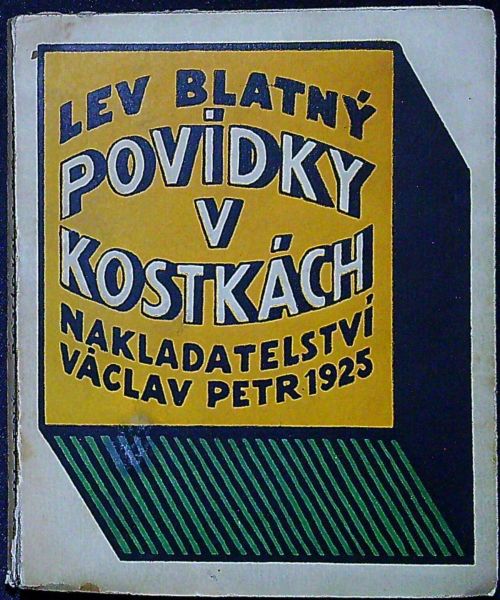 LEV BLATNÝ
POVÍDKY
V
KOSTKÁCH
NAKLADATELSTVÍ
VÁCLAV PETR 1925